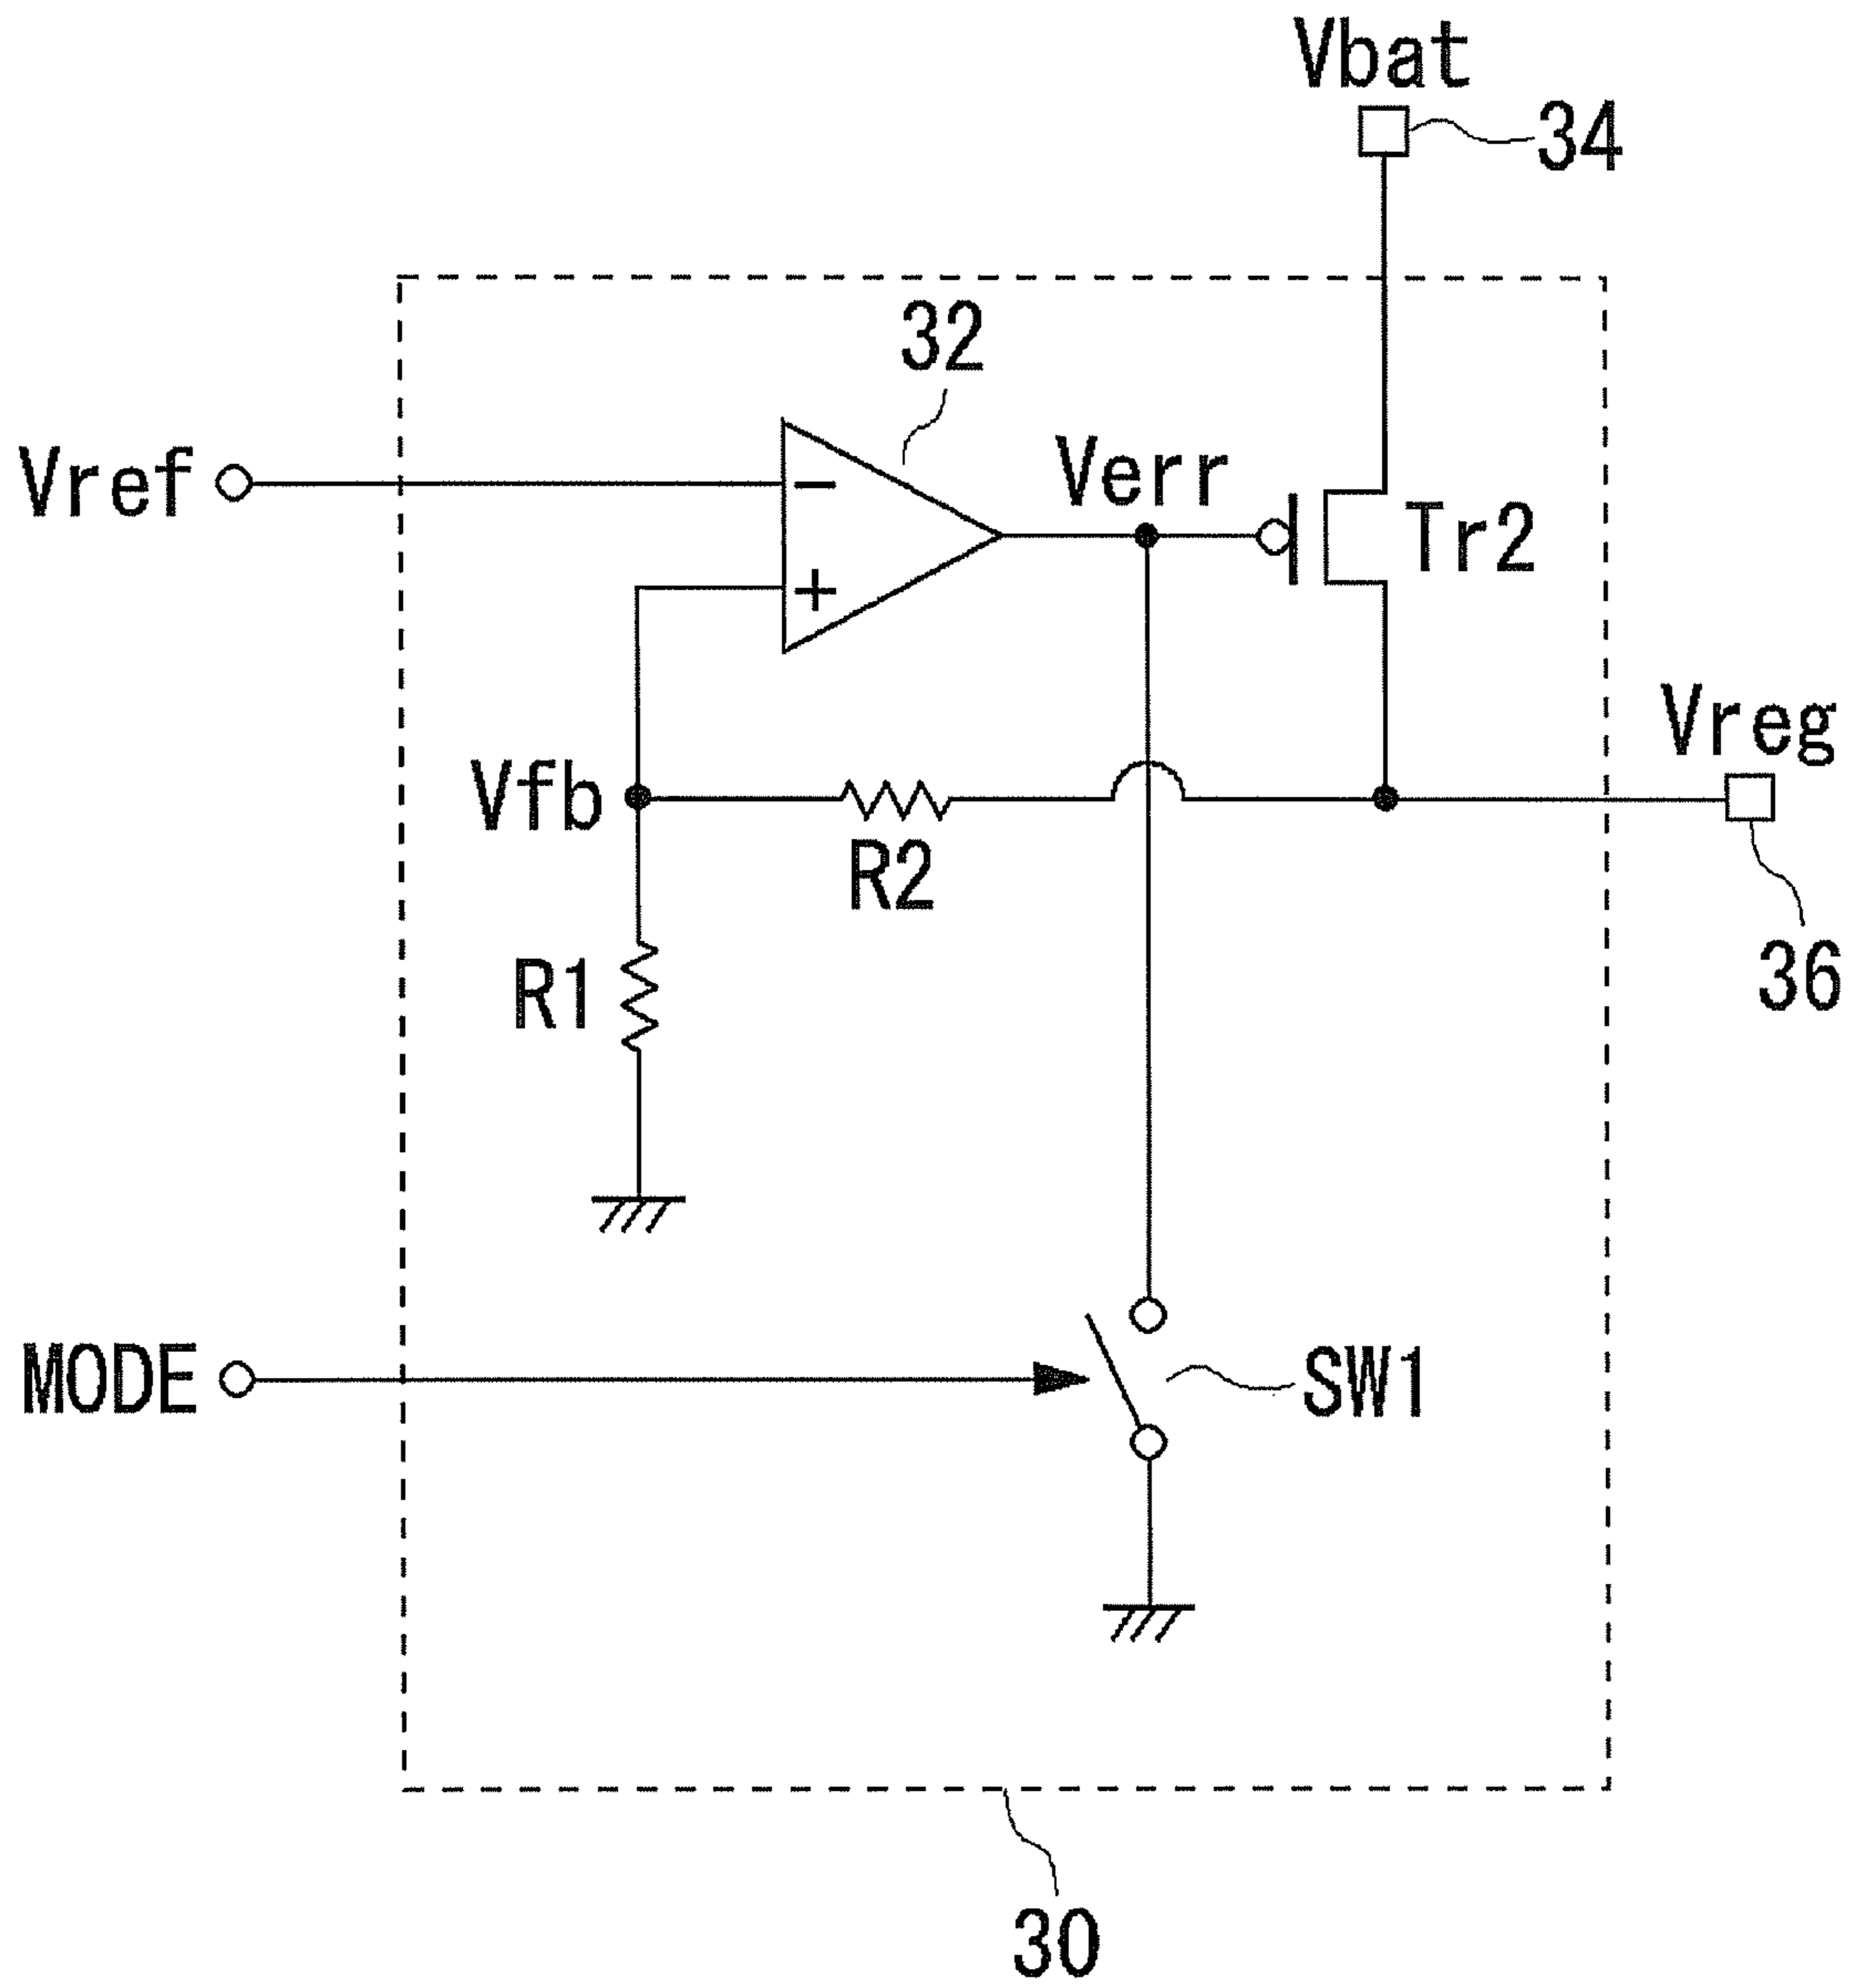 Vbat
34
32
Vref
Verr
-
+
Tr2
Vreg
Vfb
R2
R1
36
MODE
SW1
30